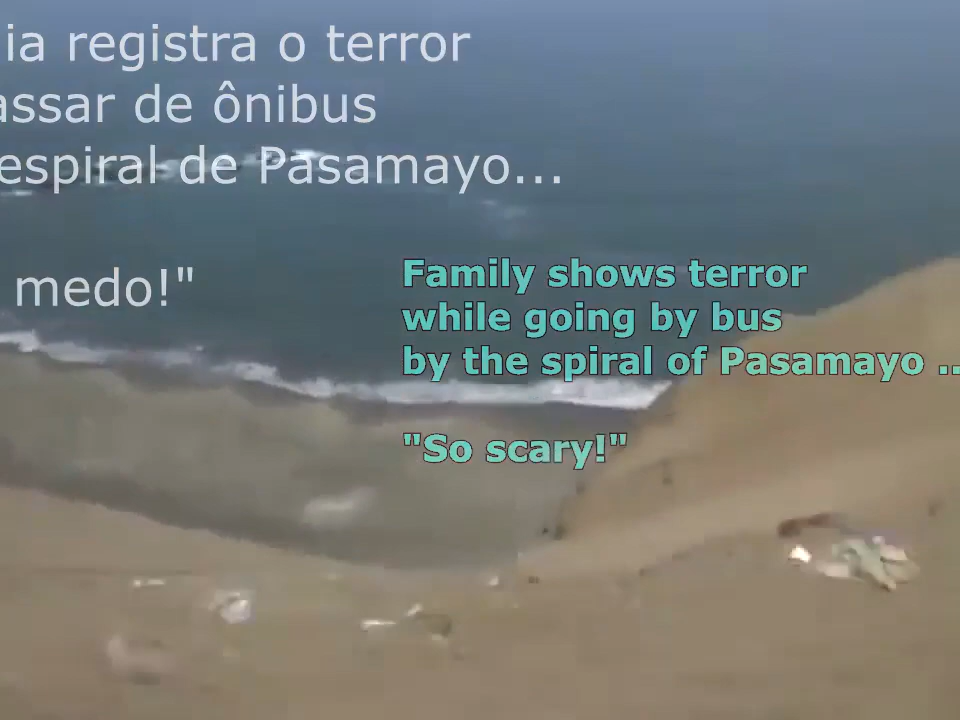 ia registra o terror
assar de ônibus
espiral de Pasamayo...
medo!"
Family shows terror
while going by bus
by the spiral of Pasamayo ..
"So scary!"